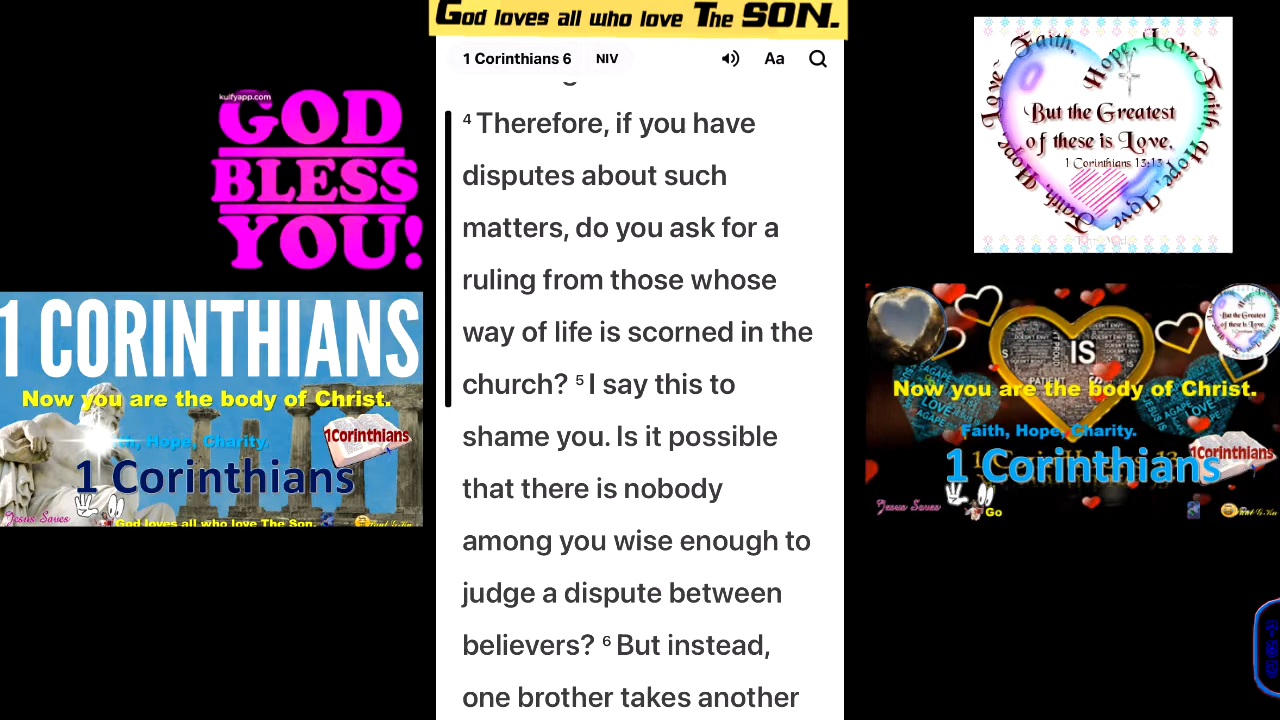 God loves all who love The SON.
1 Corinthians 6 NIV Aa
4 Therefore, if you have
disputes about such
matters, do you ask for a
ruling from those whose
way of life is scorned in the
church? 5 I say this to
shame you. Is it possible
that there is nobody
among you wise enough to
judge a dispute between
believers? 6 But instead,
one brother takes another
kulfyapp.com
GOD
BLESS
YOU!
1 CORINTHIANS
Now you are the body of Christ.
Hope, Charity.
1Corinthians
1 Corinthians
Jesus Saves
God loves all who love The Son.
Faith, Hope, Love
But the Greatest
of these is Love.
1 Corinthians 13:13
IS
Now you are the body of Christ.
Faith, Hope, Charity.
1Corinthians
1 Corinthians
Jesus Saves
Go